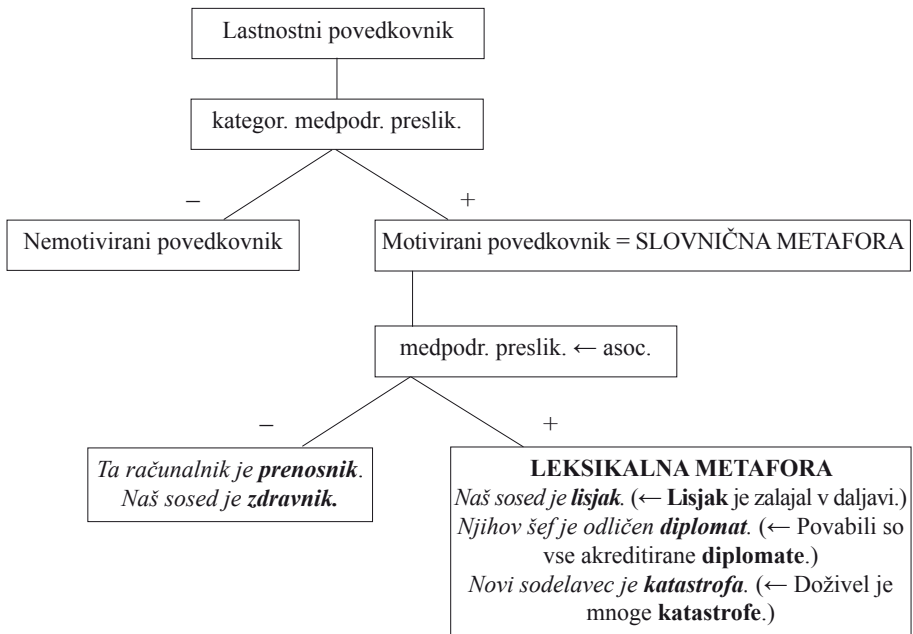 Lastnostni povedkovnik
kategor. medpodr. preslik.
–
+
Nemotivirani povedkovnik
Motivirani povedkovnik = SLOVNIČNA METAFORA
medpodr. preslik. ← asoc.
–
+
Ta računalnik je prenosnik.
Naš sosed je zdravnik.
LEKSIKALNA METAFORA
Naš sosed je lisjak. (← Lisjak je zalajal v daljavi.)
Njihov šef je odličen diplomat. (← Povabili so
vse akreditirane diplomate.)
Novi sodelavec je katastrofa. (← Doživel je
mnoge katastrofe.)